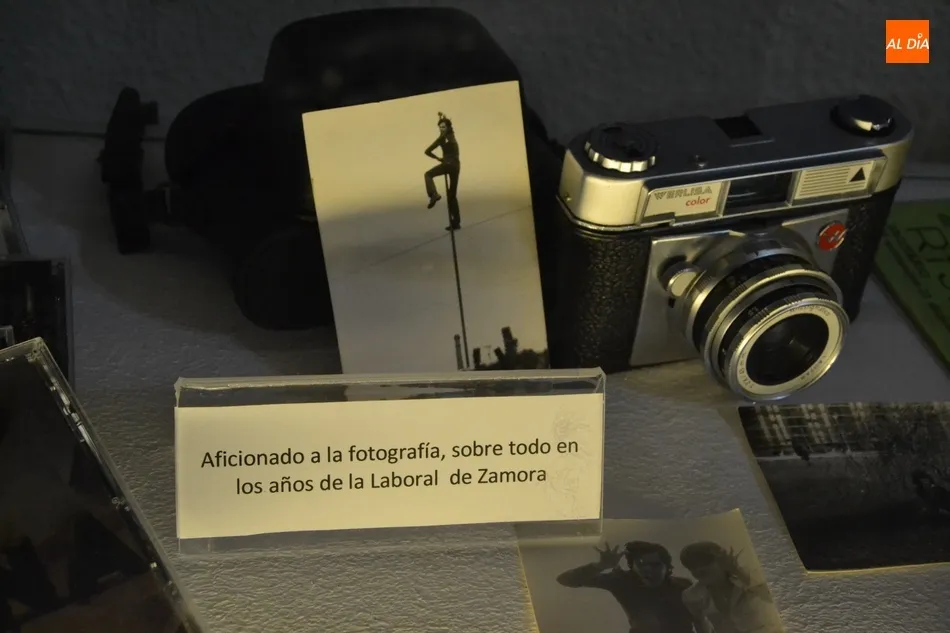 AL DÍA
WERLISA
color
Aficionado a la fotografía, sobre todo en
los años de la Laboral de Zamora